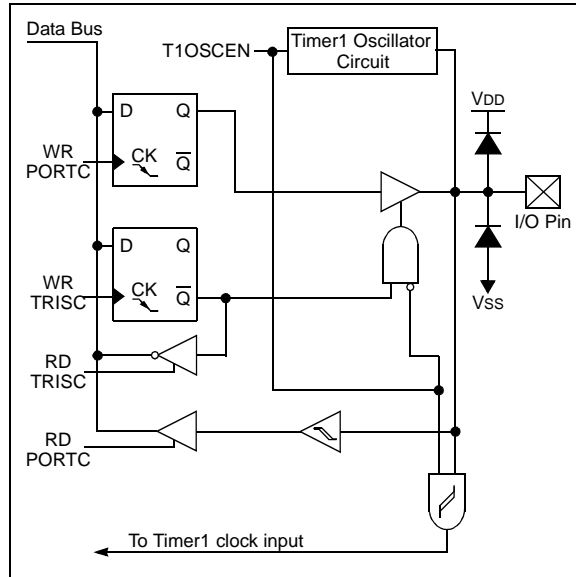 Data Bus
T1OSCEN
Timer1 Oscillator
Circuit
VDD
D
Q
WR
PORTC
CK
Q̅
I/O Pin
D
Q
WR
TRISC
CK
Q̅
VSS
RD
TRISC
RD
PORTC
To Timer1 clock input